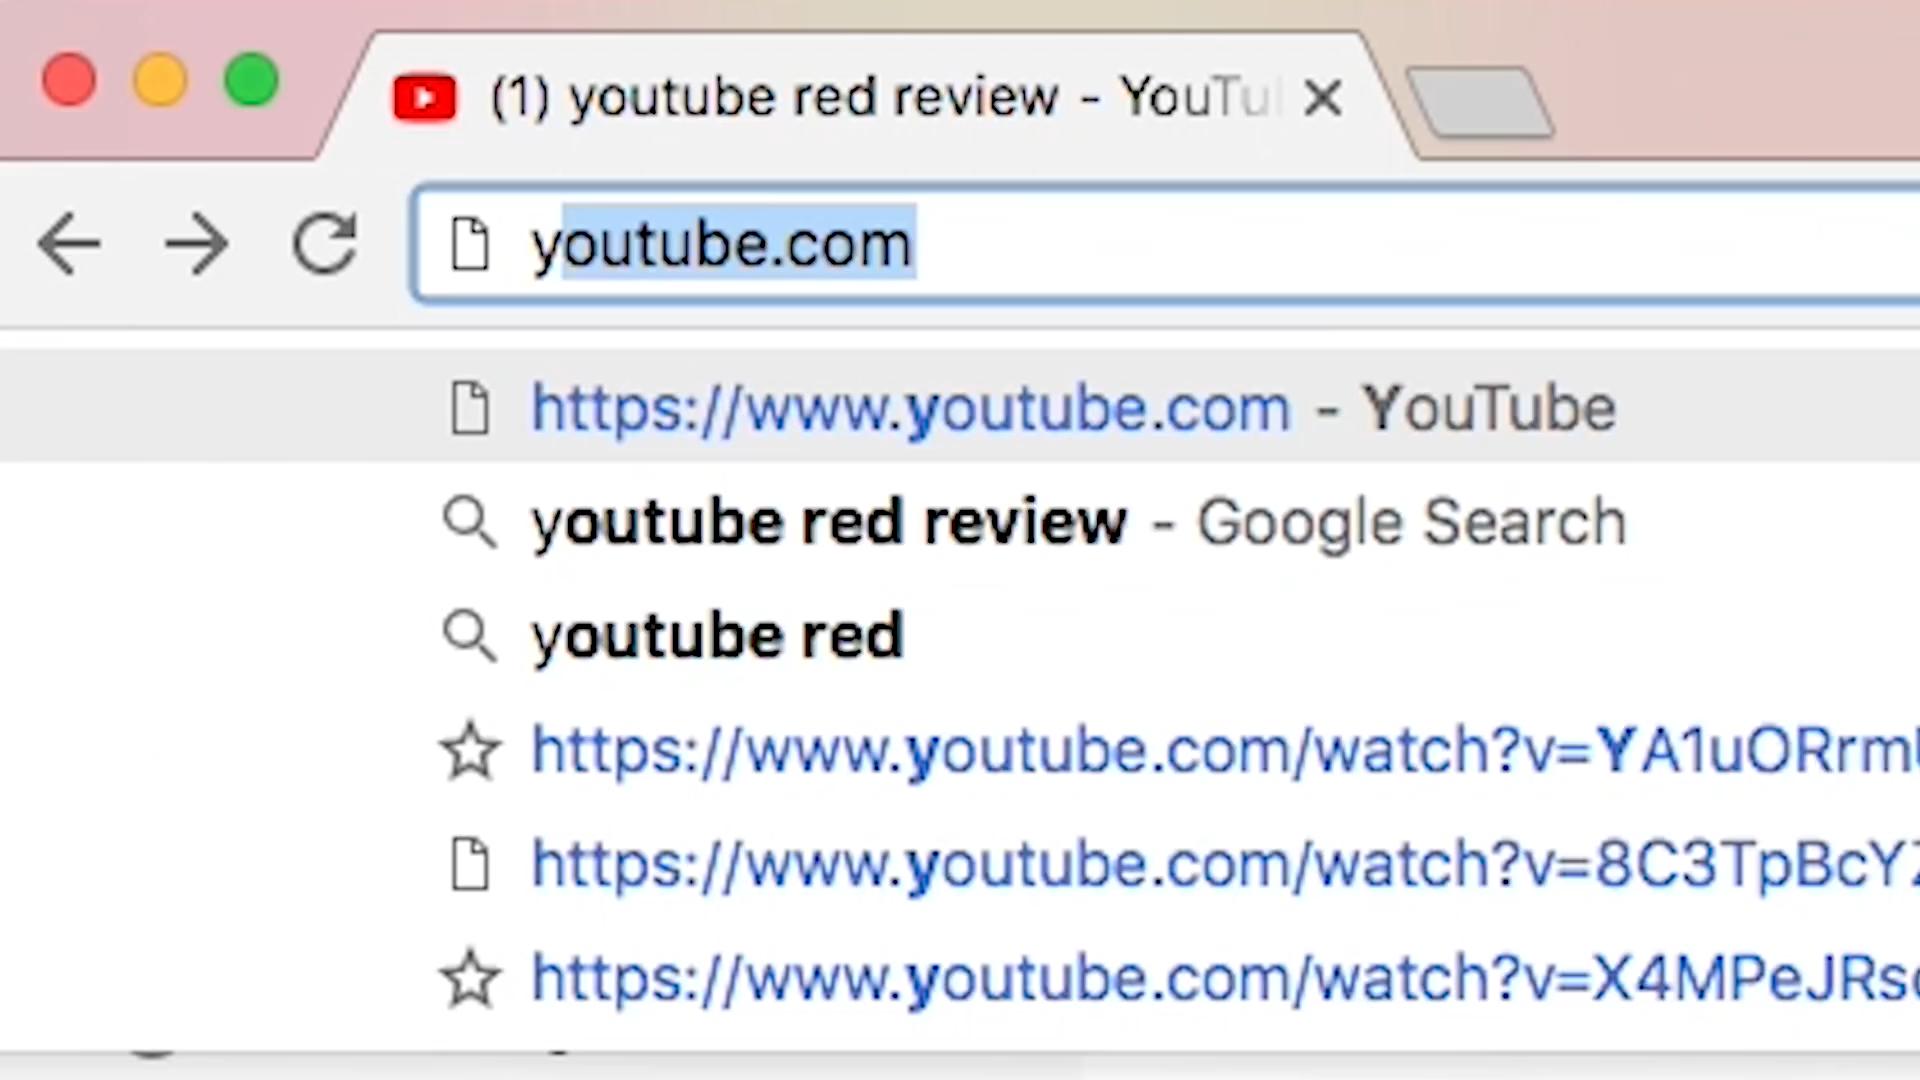 (1) youtube red review - YouTu
youtube.com
https://www.youtube.com - YouTube
youtube red review - Google Search
youtube red
https://www.youtube.com/watch?v=YA1uORrm
https://www.youtube.com/watch?v=8C3TpBcY
https://www.youtube.com/watch?v=X4MPeJRs